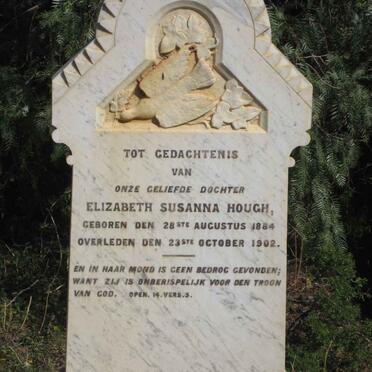 TOT GEDACHTENIS
VAN
ONZE GELIEFDE DOCHTER
ELIZABETH SUSANNA HOUGH,
GEBOREN DEN 28STE AUGUSTUS 1884
OVERLEDEN DEN 23STE OCTOBER 1902.
EN IN HAAR MOND IS GEEN BEDROG GEVONDEN;
WANT ZIJ IS ONBERISPELIJK VOOR DEN TROON
VAN GOD. OPEN. 14. VERS. 5.